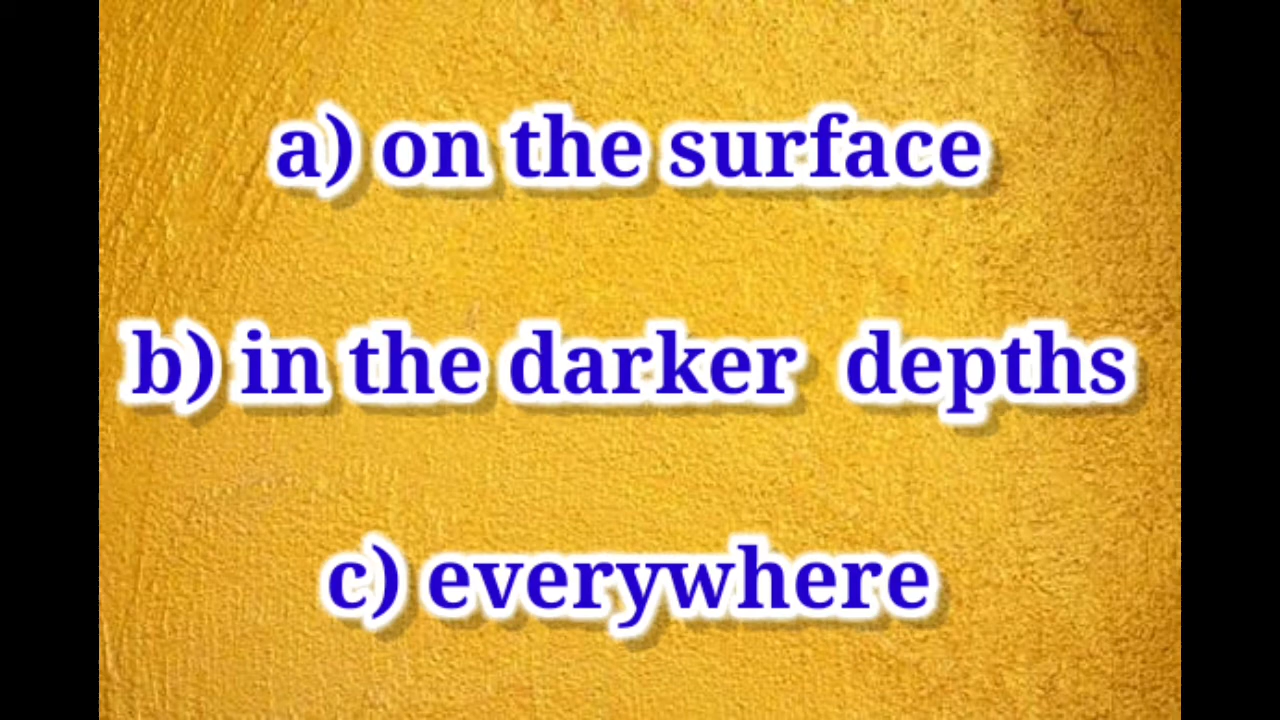 a) on the surface
b) in the darker depths
c) everywhere